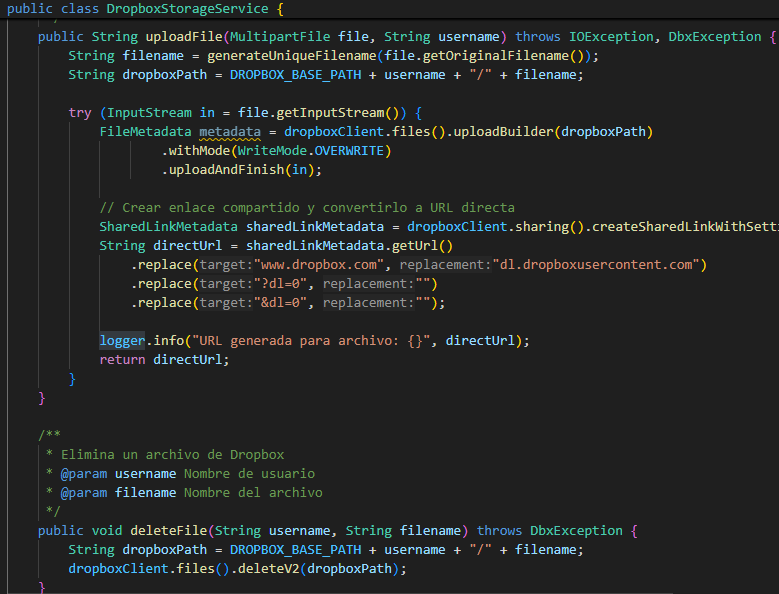 public class DropboxStorageService {
public String uploadFile(MultipartFile file, String username) throws IOException, DbxException {
String filename = generateUniqueFilename(file.getOriginalFilename());
String dropboxPath = DROPBOX_BASE_PATH + username + "/" + filename;
try (InputStream in = file.getInputStream()) {
FileMetadata metadata = dropboxClient.files().uploadBuilder(dropboxPath)
.withMode(WriteMode.OVERWRITE)
.uploadAndFinish(in);
// Crear enlace compartido y convertirlo a URL directa
SharedLinkMetadata sharedLinkMetadata = dropboxClient.sharing().createSharedLinkWithSetti
String directUrl = sharedLinkMetadata.getUrl()
.replace(target:"www.dropbox.com", replacement:"dl.dropboxusercontent.com")
.replace(target:"?dl=0", replacement:"")
.replace(target:"&dl=0", replacement:"");
logger.info("URL generada para archivo: {}", directUrl);
return directUrl;
}
}
/**
* Elimina un archivo de Dropbox
* @param username Nombre de usuario
* @param filename Nombre del archivo
*/
public void deleteFile(String username, String filename) throws DbxException {
String dropboxPath = DROPBOX_BASE_PATH + username + "/" + filename;
dropboxClient.files().deleteV2(dropboxPath);
}